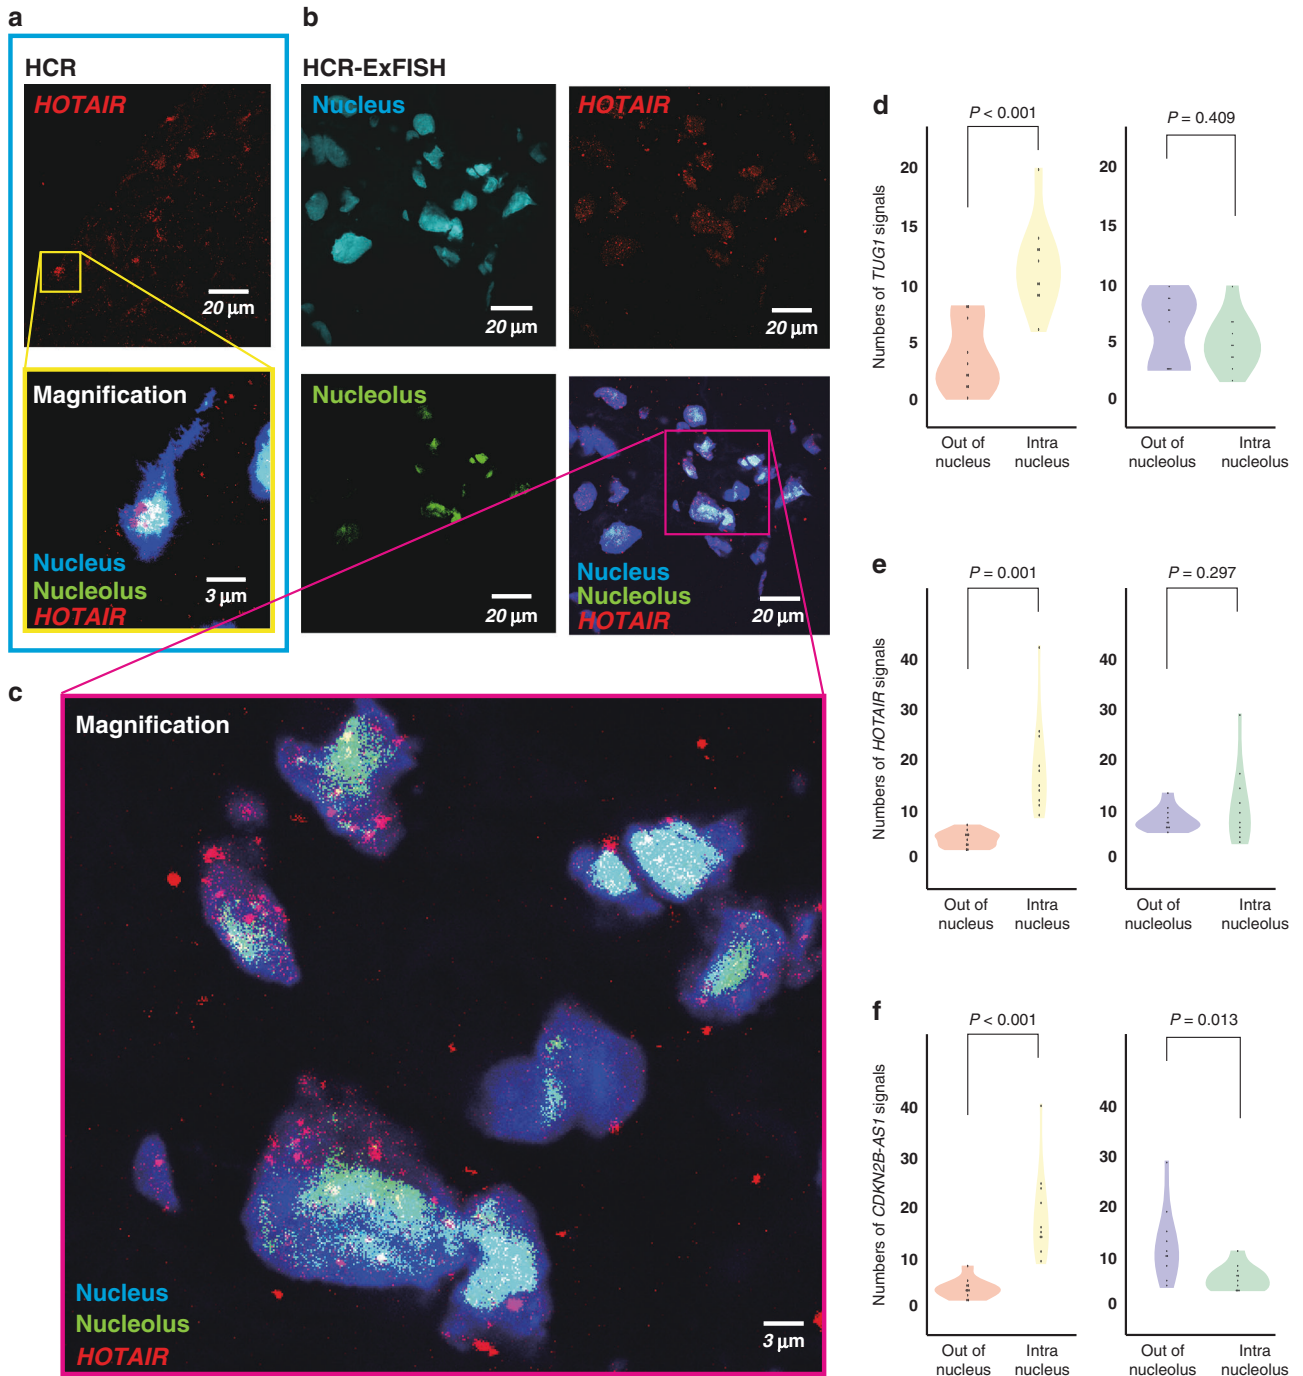 a
b
HCR
HCR-ExFISH
HOTAIR
20 µm
Nucleus
20 µm
HOTAIR
20 µm
Magnification
Nucleus
Nucleolus
HOTAIR
3 µm
Nucleolus
20 µm
Nucleus
Nucleolus
HOTAIR
20 µm
c
Magnification
Nucleus
Nucleolus
HOTAIR
3 µm
d
P < 0.001
P = 0.409
Numbers of TUG1 signals
20
15
10
5
0
20
15
10
5
0
Out of
nucleus
Intra
nucleus
Out of
nucleolus
Intra
nucleolus
e
P = 0.001
P = 0.297
Numbers of HOTAIR signals
40
30
20
10
0
40
30
20
10
0
Out of
nucleus
Intra
nucleus
Out of
nucleolus
Intra
nucleolus
f
P < 0.001
P = 0.013
Numbers of CDKN2B-AS1 signals
40
30
20
10
0
40
30
20
10
0
Out of
nucleus
Intra
nucleus
Out of
nucleolus
Intra
nucleolus